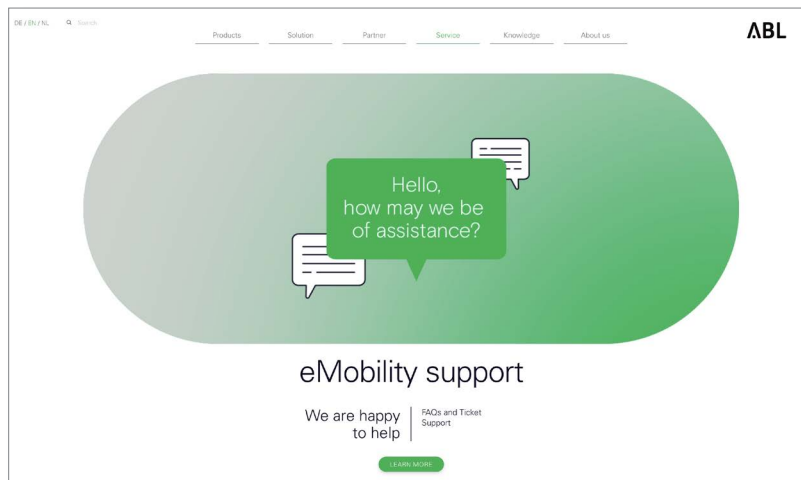 DE / EN / NL
Search
Products Solution Partner Service Knowledge About us
ABL
Hello,
how may we be
of assistance?
eMobility support
We are happy
to help
FAQs and Ticket
Support
LEARN MORE